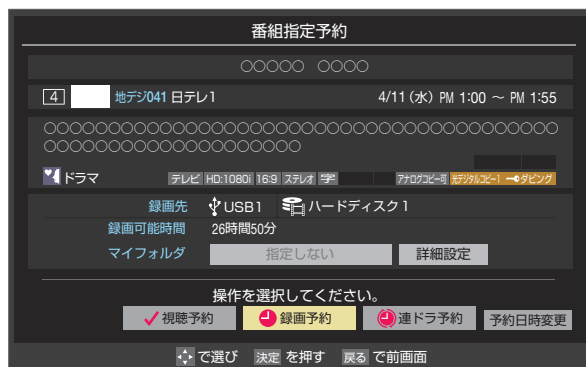 番組指定予約
○○○○○ ○○○○
4 地デジ041 日テレ1 4/11(水) PM 1:00 ～ PM 1:55
○○○○○○○○○○○○○○○○○○○○○○○○○○○○○○○○○○○○
○○○○○○○○○○○○○○○○○○
ドラマ テレビ HD:1080i 16:9 ステレオ 字 アナログコピー可 光デジタルコピー1 ダビング
録画先 USB1 ハードディスク1
録画可能時間 26時間50分
マイフォルダ 指定しない 詳細設定
操作を選択してください。
視聴予約 録画予約 連ドラ予約 予約日時変更
で選び 決定 を押す 戻る で前画面